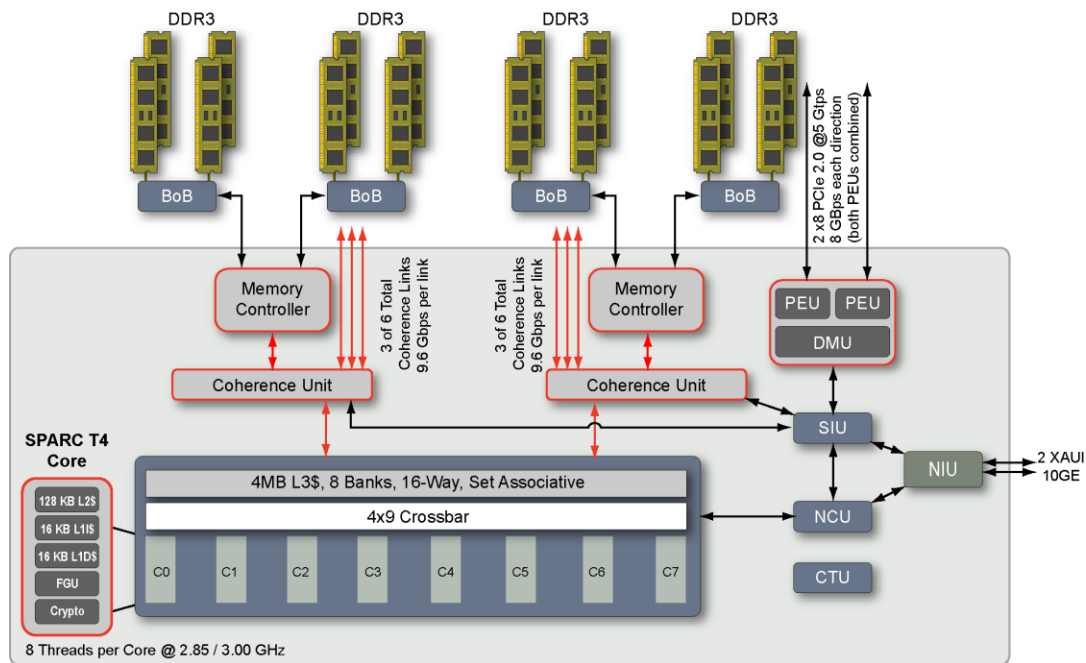 DDR3
DDR3
DDR3
DDR3
BoB
BoB
BoB
BoB
2 x8 PCIe 2.0 @5 Gtps
8 GBps each direction
(both PEUs combined)
Memory
Controller
3 of 6 Total
Coherence Links
9.6 Gbps per link
3 of 6 Total
Coherence Links
9.6 Gbps per link
Memory
Controller
PEU
PEU
DMU
Coherence Unit
Coherence Unit
SIU
SPARC T4
Core
NIU
2 XAUI
10GE
4MB L3$, 8 Banks, 16-Way, Set Associative
128 KB L2$
16 KB L1I$
16 KB L1D$
FGU
Crypto
4x9 Crossbar
NCU
C0
C1
C2
C3
C4
C5
C6
C7
CTU
8 Threads per Core @ 2.85 / 3.00 GHz